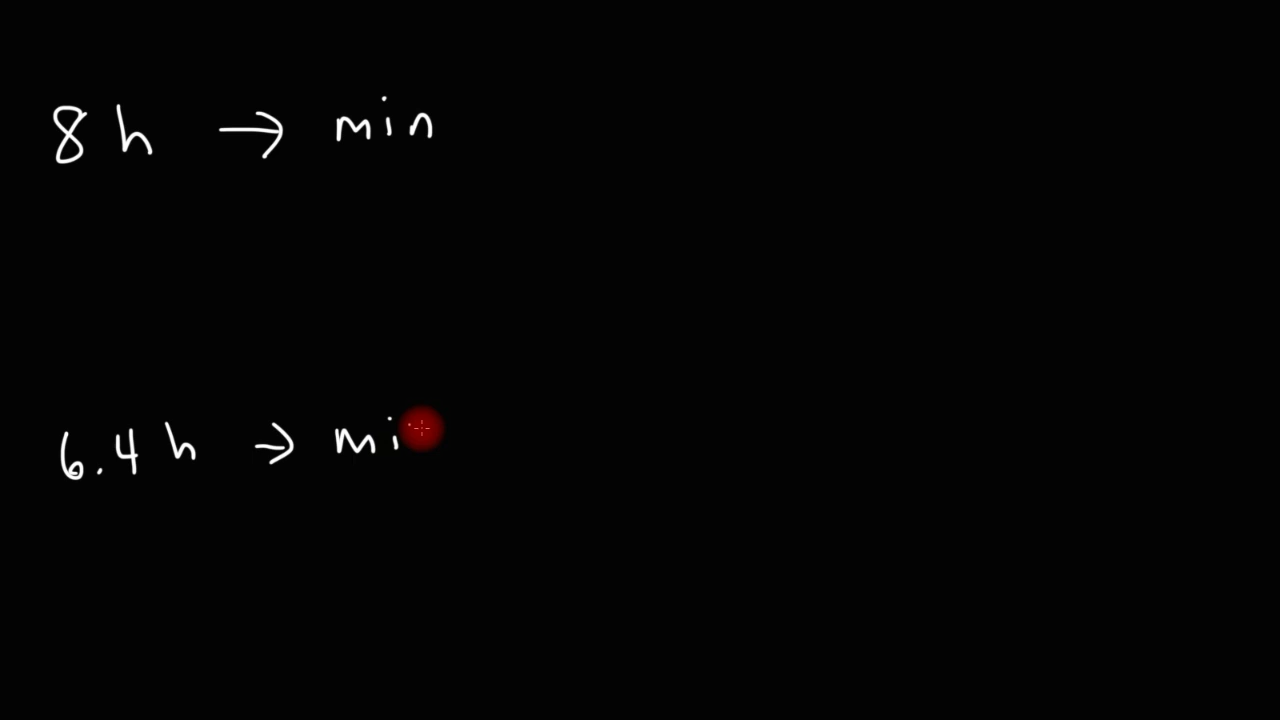 8 h → min
6.4 h → mi